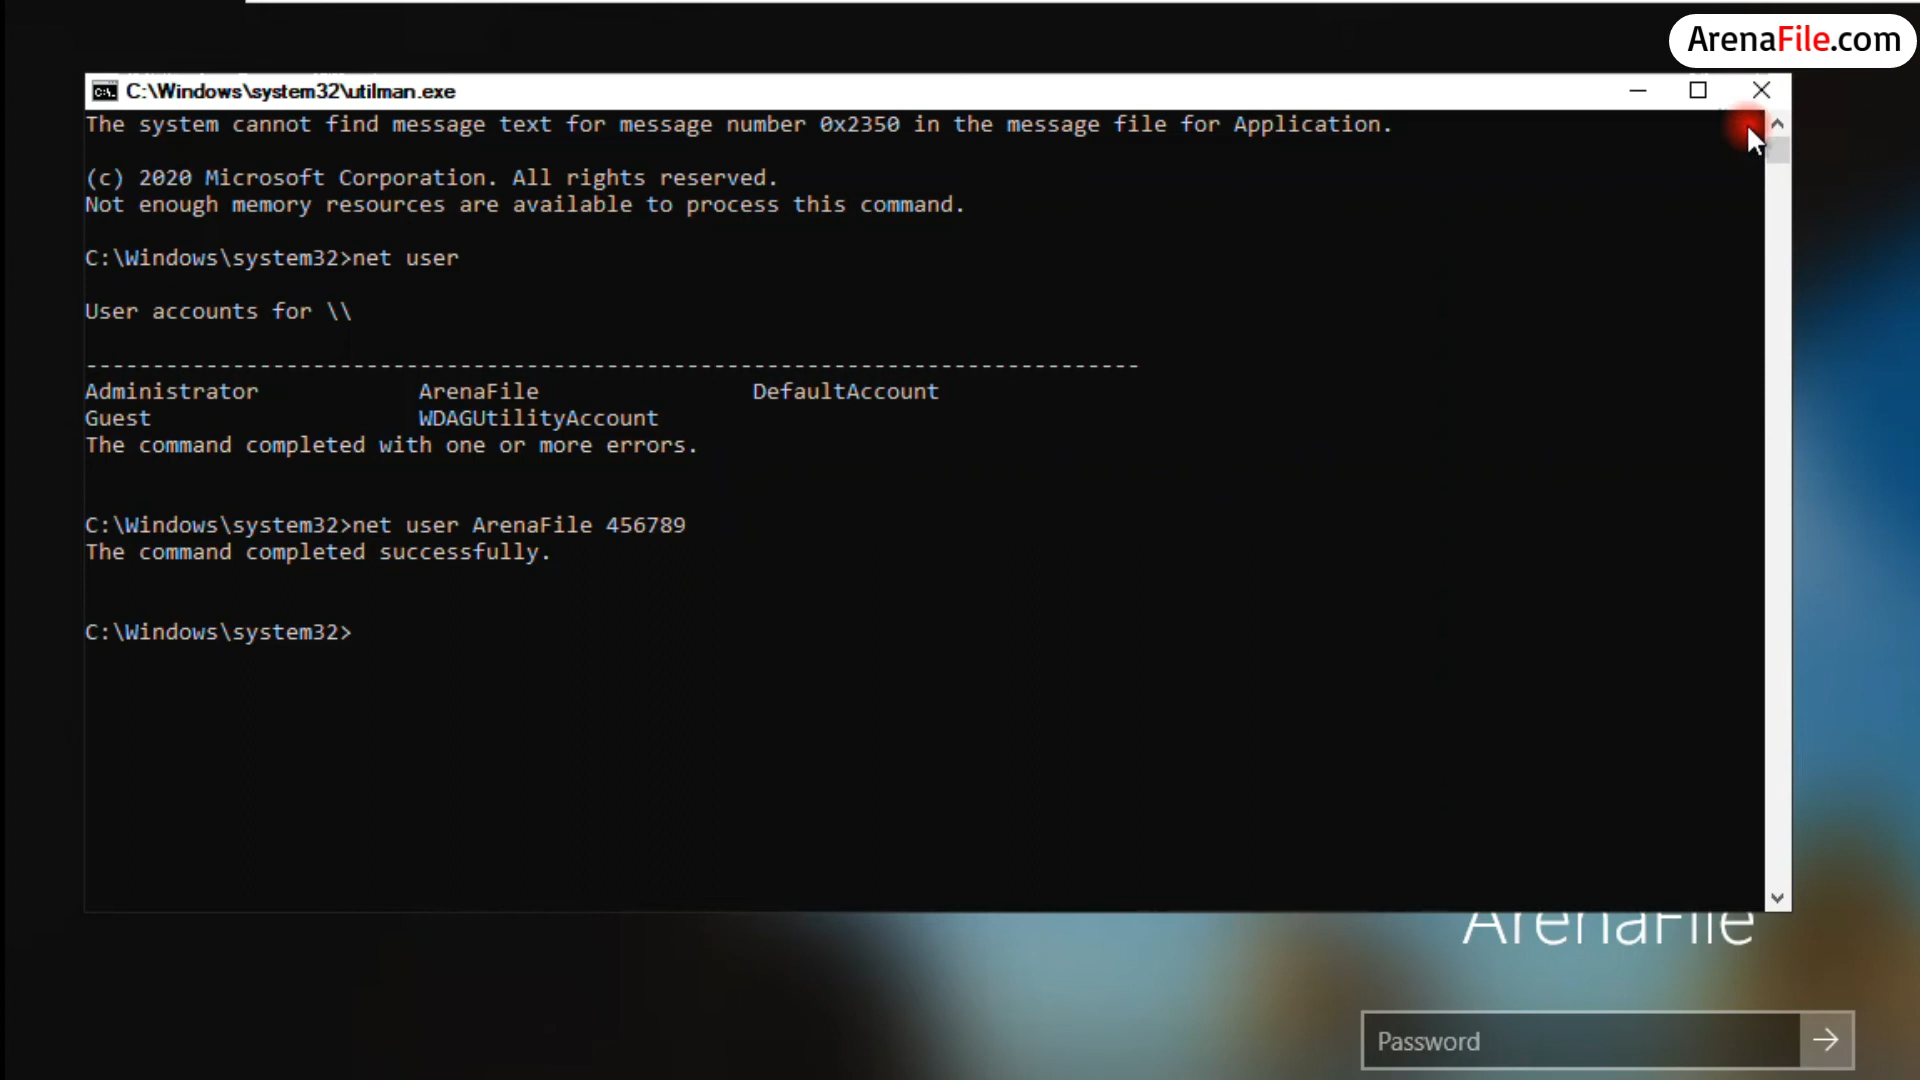 ArenaFile.com
C:\Windows\system32\utilman.exe
The system cannot find message text for message number 0x2350 in the message file for Application.
(c) 2020 Microsoft Corporation. All rights reserved.
Not enough memory resources are available to process this command.
C:\Windows\system32>net user
User accounts for \\
-------------------------------------------------------------------------------
Administrator ArenaFile DefaultAccount
Guest WDAGUtilityAccount
The command completed with one or more errors.
C:\Windows\system32>net user ArenaFile 456789
The command completed successfully.
C:\Windows\system32>
ArenaFile
Password